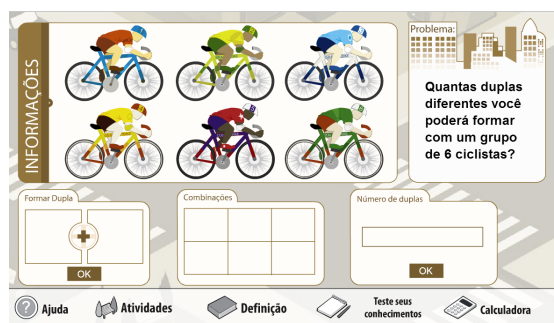 INFORMAÇÕES
Problema:
Quantas duplas
diferentes você
poderá formar
com um grupo
de 6 ciclistas?
Formar Dupla
OK
Combinações
Número de duplas
OK
Ajuda
Atividades
Definição
Teste seus
conhecimentos
Calculadora